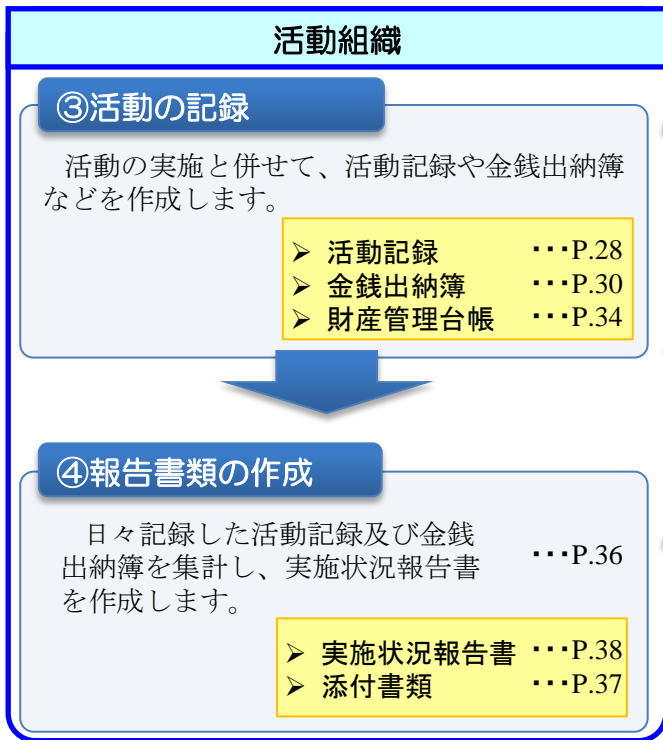 活動組織
③活動の記録
活動の実施と併せて、活動記録や金銭出納簿
などを作成します。
➢ 活動記録 ･･･P.28
➢ 金銭出納簿 ･･･P.30
➢ 財産管理台帳 ･･･P.34
④報告書類の作成
日々記録した活動記録及び金銭
出納簿を集計し、実施状況報告書 ･･･P.36
を作成します。
➢ 実施状況報告書 ･･･P.38
➢ 添付書類 ･･･P.37